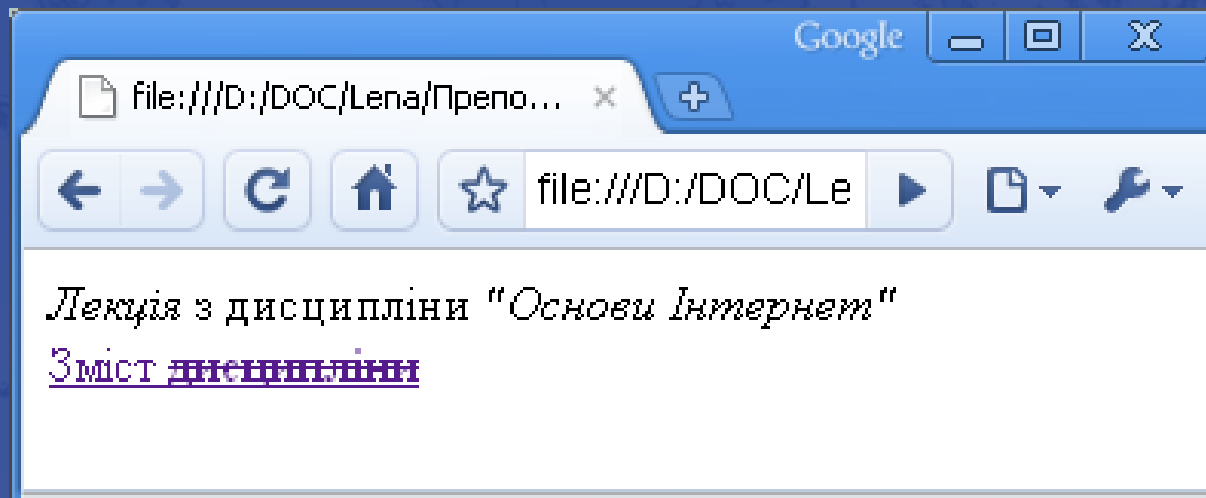 Google
file:///D:/DOC/Lena/Препо...
file:///D:/DOC/Le
Лекція з дисципліни "Основи Інтернет"
Зміст дисципліни